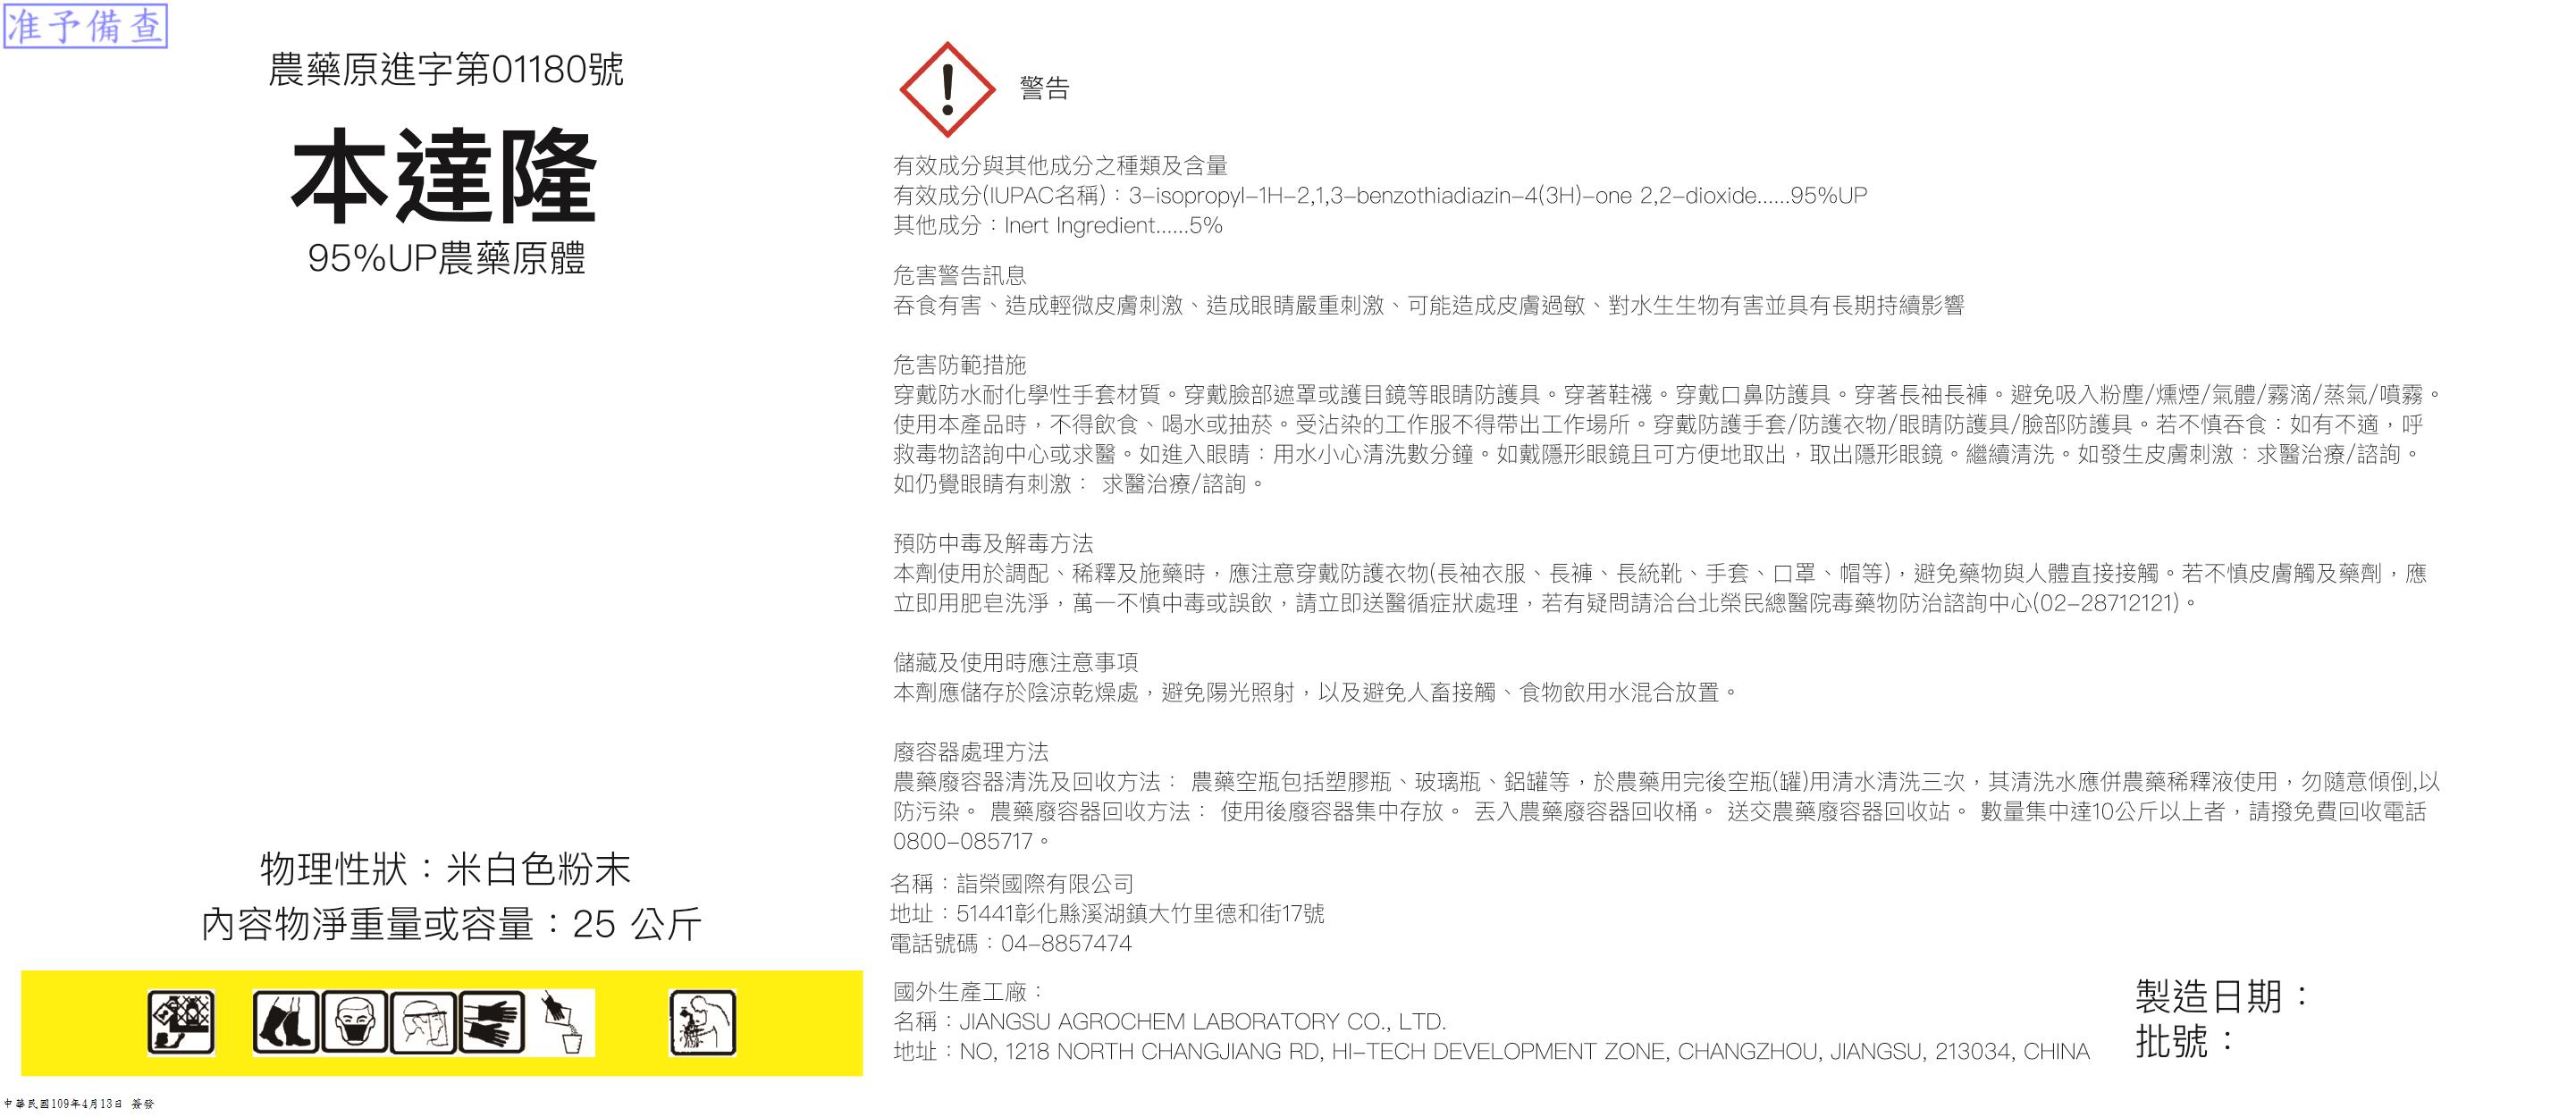 准予備查
農藥原進字第01180號
本達隆
95%UP農藥原體
物理性狀：米白色粉末
內容物淨重量或容量：25 公斤
中華民國109年4月13日 簽發
警告
有效成分與其他成分之種類及含量
有效成分(IUPAC名稱)：3-isopropyl-1H-2,1,3-benzothiadiazin-4(3H)-one 2,2-dioxide......95%UP
其他成分：Inert Ingredient......5%
危害警告訊息
吞食有害、造成輕微皮膚刺激、造成眼睛嚴重刺激、可能造成皮膚過敏、對水生生物有害並具有長期持續影響
危害防範措施
穿戴防水耐化學性手套材質。穿戴臉部遮罩或護目鏡等眼睛防護具。穿著鞋襪。穿戴口鼻防護具。穿著長袖長褲。避免吸入粉塵/燻煙/氣體/霧滴/蒸氣/噴霧。
使用本產品時，不得飲食、喝水或抽菸。受沾染的工作服不得帶出工作場所。穿戴防護手套/防護衣物/眼睛防護具/臉部防護具。若不慎吞食：如有不適，呼
救毒物諮詢中心或求醫。如進入眼睛：用水小心清洗數分鐘。如戴隱形眼鏡且可方便地取出，取出隱形眼鏡。繼續清洗。如發生皮膚刺激：求醫治療/諮詢。
如仍覺眼睛有刺激： 求醫治療/諮詢。
預防中毒及解毒方法
本劑使用於調配、稀釋及施藥時，應注意穿戴防護衣物(長袖衣服、長褲、長統靴、手套、口罩、帽等)，避免藥物與人體直接接觸。若不慎皮膚觸及藥劑，應
立即用肥皂洗淨，萬一不慎中毒或誤飲，請立即送醫循症狀處理，若有疑問請洽台北榮民總醫院毒藥物防治諮詢中心(02-28712121)。
儲藏及使用時應注意事項
本劑應儲存於陰涼乾燥處，避免陽光照射，以及避免人畜接觸、食物飲用水混合放置。
廢容器處理方法
農藥廢容器清洗及回收方法： 農藥空瓶包括塑膠瓶、玻璃瓶、鋁罐等，於農藥用完後空瓶(罐)用清水清洗三次，其清洗水應併農藥稀釋液使用，勿隨意傾倒,以
防污染。 農藥廢容器回收方法： 使用後廢容器集中存放。 丟入農藥廢容器回收桶。 送交農藥廢容器回收站。 數量集中達10公斤以上者，請撥免費回收電話
0800-085717。
名稱：詣榮國際有限公司
地址：51441彰化縣溪湖鎮大竹里德和街17號
電話號碼：04-8857474
國外生產工廠：
名稱：JIANGSU AGROCHEM LABORATORY CO., LTD.
地址：NO, 1218 NORTH CHANGJIANG RD, HI-TECH DEVELOPMENT ZONE, CHANGZHOU, JIANGSU, 213034, CHINA
製造日期：
批號：